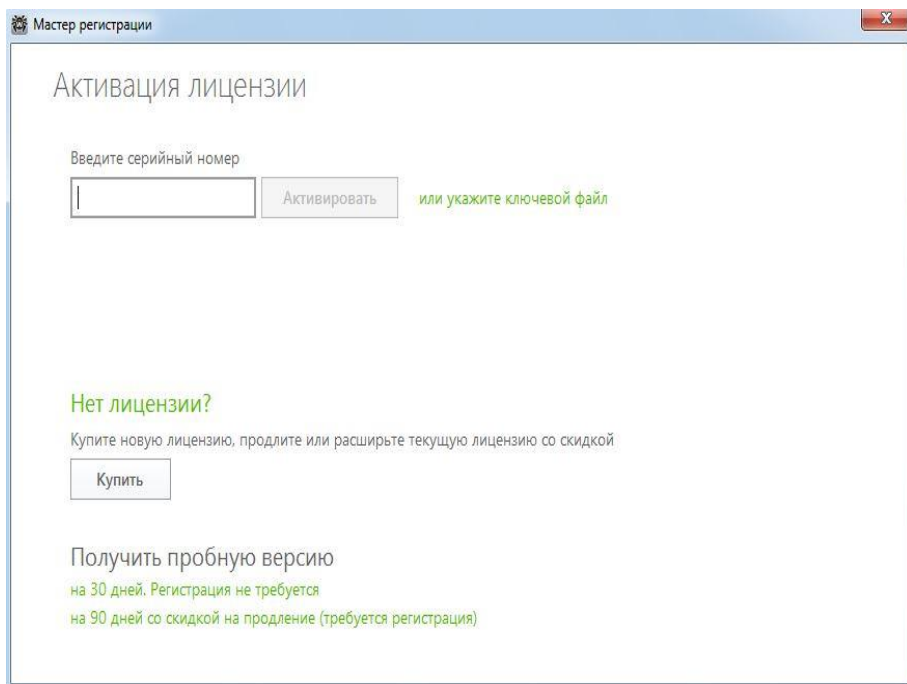 Мастер регистрации
X
Активация лицензии
Введите серийный номер
Активировать
или укажите ключевой файл
Нет лицензии?
Купите новую лицензию, продлите или расширьте текущую лицензию со скидкой
Купить
Получить пробную версию
на 30 дней. Регистрация не требуется
на 90 дней со скидкой на продление (требуется регистрация)